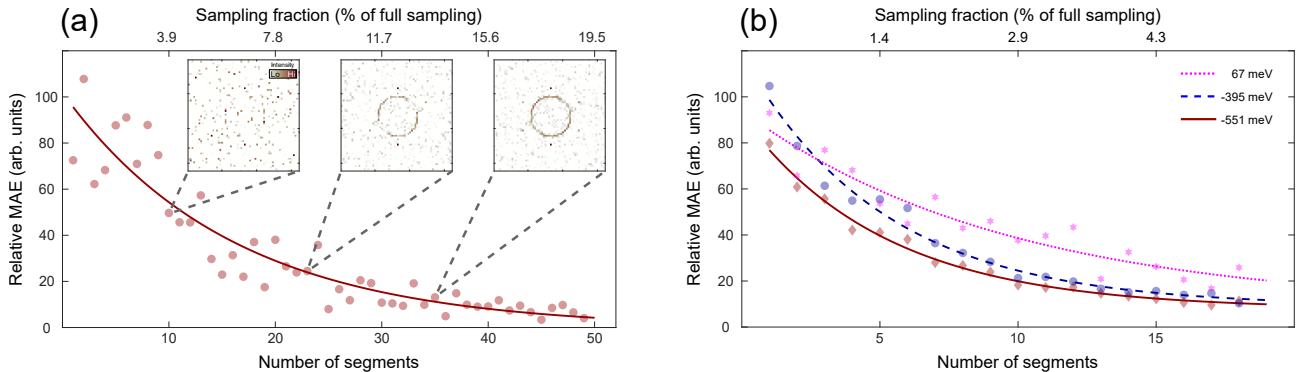 (a)
Sampling fraction (% of full sampling)
3.9 7.8 11.7 15.6 19.5
Intensity
Lo Hi
Relative MAE (arb. units)
100
80
60
40
20
0
0 10 20 30 40 50
Number of segments
(b)
Sampling fraction (% of full sampling)
1.4 2.9 4.3
67 meV
-395 meV
-551 meV
Relative MAE (arb. units)
100
80
60
40
20
0
5 10 15
Number of segments